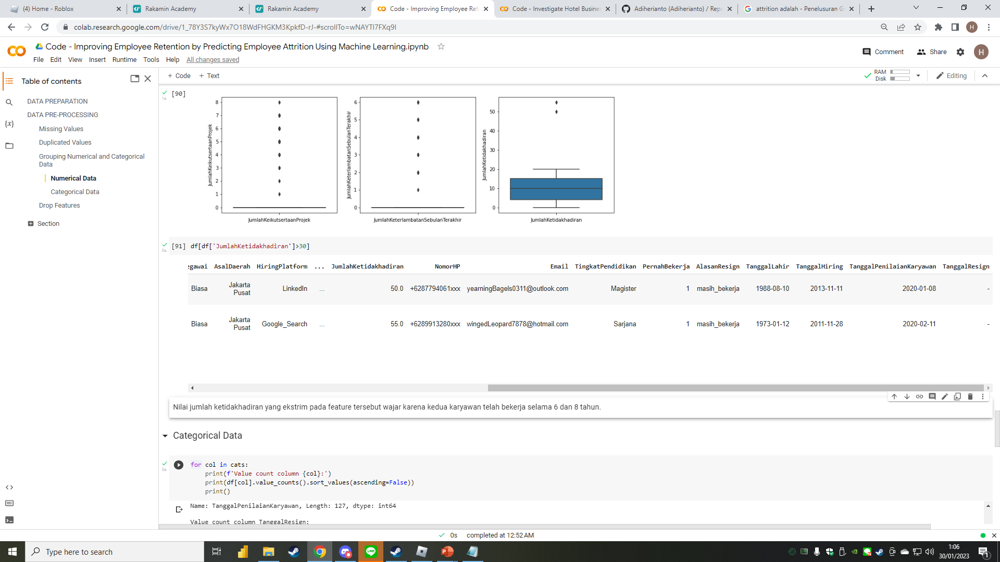 (4) Home - Roblox
Rakamin Academy
Rakamin Academy
Code - Improving Employee Ret
Code - Investigate Hotel Busines
Adiherianto (Adiherianto) / Repo
attrition adalah - Penelusuran G
colab.research.google.com/drive/1_78Y3S7kyWx7O18WdFHGKM3KpkfD-rJ-#scrollTo=wNAYTI7FXq9I
H
Code - Improving Employee Retention by Predicting Employee Attrition Using Machine Learning.ipynb
File Edit View Insert Runtime Tools Help All changes saved
Comment Share H
Table of contents
+ Code + Text
RAM
Disk
Editing
DATA PREPARATION
DATA PRE-PROCESSING
Missing Values
Duplicated Values
Grouping Numerical and Categorical
Data
Numerical Data
Categorical Data
Drop Features
Section
{x}
1s
[90]
8
7
6
5
4
3
2
1
0
JumlahKeikutsertaanProjek
JumlahKeikutsertaanProjek
6
5
4
3
2
1
0
JumlahKeterlambatanSebulanTerakhir
JumlahKeterlambatanSebulanTerakhir
50
40
30
20
10
0
JumlahKetidakhadiran
JumlahKetidakhadiran
0s
[91] df[df['JumlahKetidakhadiran']>30]
egawai AsalDaerah HiringPlatform ... JumlahKetidakhadiran NomorHP Email TingkatPendidikan PernahBekerja AlasanResign TanggalLahir TanggalHiring TanggalPenilaianKaryawan TanggalResign
Biasa Jakarta Pusat LinkedIn ... 50.0 +6287794061xxx yearningBagels0311@outlook.com Magister 1 masih_bekerja 1988-08-10 2013-11-11 2020-01-08 -
Biasa Jakarta Pusat Google_Search ... 55.0 +6289913280xxx wingedLeopard7878@hotmail.com Sarjana 1 masih_bekerja 1973-01-12 2011-11-28 2020-02-11 -
Nilai jumlah ketidakhadiran yang ekstrim pada feature tersebut wajar karena kedua karyawan telah bekerja selama 6 dan 8 tahun.
Categorical Data
0s
for col in cats:
print(f'Value count column {col}:')
print(df[col].value_counts().sort_values(ascending=False))
print()
Name: TanggalPenilaianKaryawan, Length: 127, dtype: int64
Value count column TanggalResign:
0s completed at 12:52 AM
Type here to search
1:06
30/01/2023
1